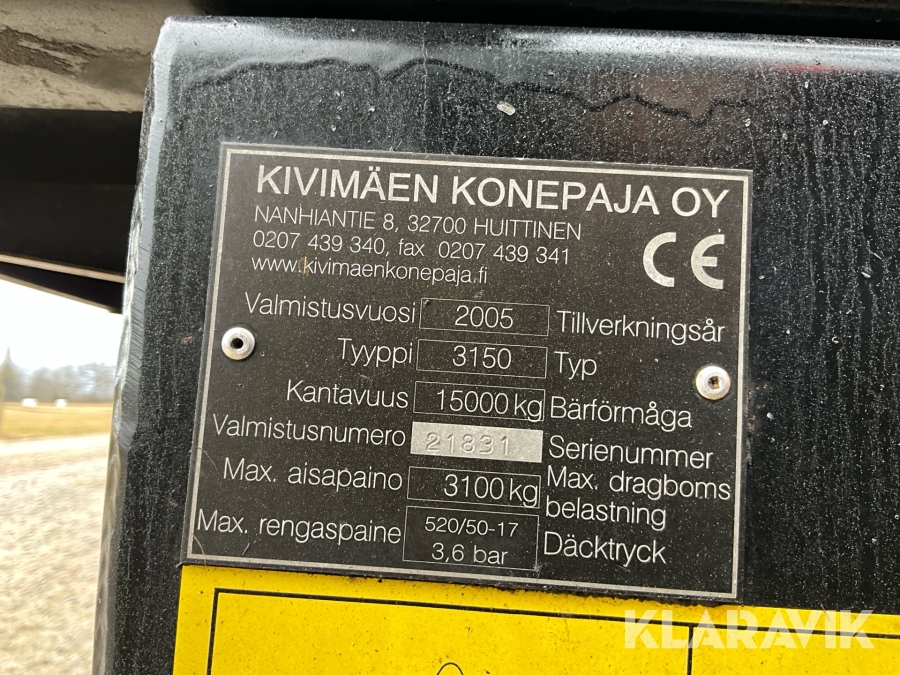 KIVIMÄEN KONEPAJA OY
NANHIANTIE 8, 32700 HUITTINEN
0207 439 340, fax 0207 439 341
www.kivimaenkonepaja.fi
CE
Valmistusvuosi 2005 Tillverkningsår
Tyyppi 3150 Typ
Kantavuus 15000 kg Bärförmåga
Valmistusnumero 21831 Serienummer
Max. aisapaino 3100 kg Max. dragboms
belastning
Max. rengaspaine 520/50-17
3,6 bar Däcktryck
KLARAVIK